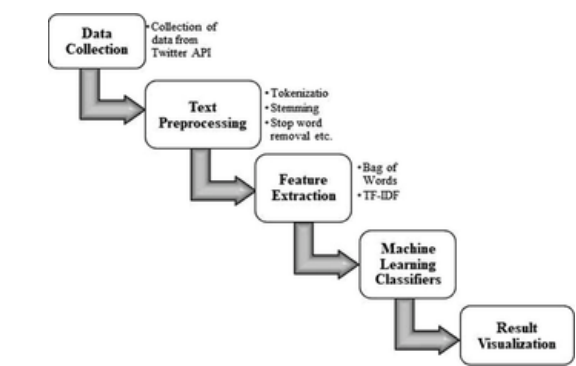 Data
Collection
•Collection of
data from
Twitter API
Text
Preprocessing
•Tokenizatio
•Stemming
•Stop word
removal etc.
Feature
Extraction
•Bag of
Words
•TF-IDF
Machine
Learning
Classifiers
Result
Visualization